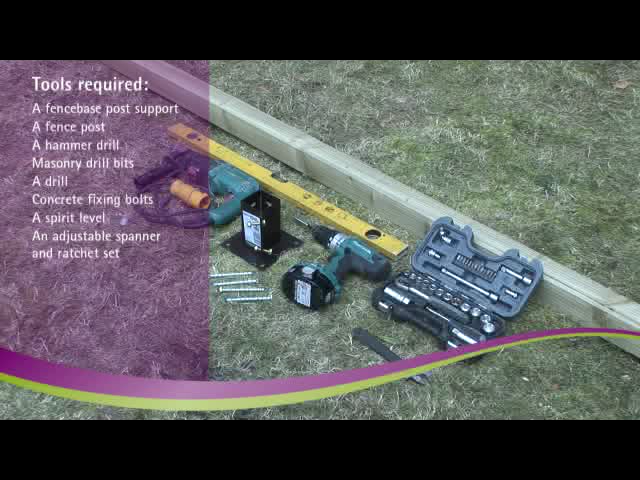 Tools required:
A fencebase post support
A fence post
A hammer drill
Masonry drill bits
A drill
Concrete fixing bolts
A spirit level
An adjustable spanner
and ratchet set